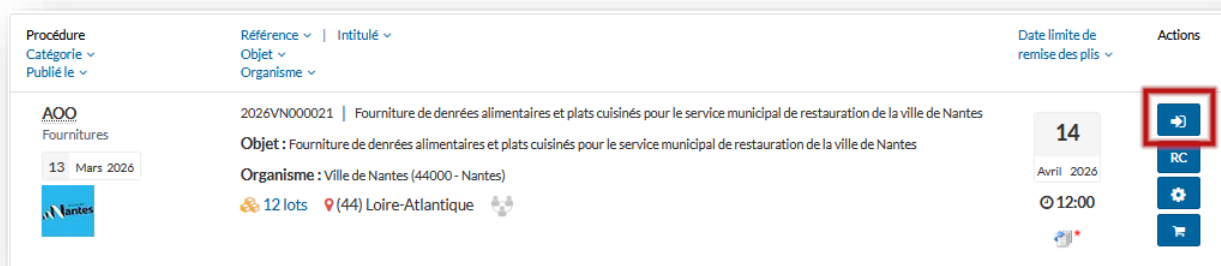 Procédure
Catégorie
Publié le
Référence | Intitulé
Objet
Organisme
Date limite de
remise des plis
Actions
AOO
Fournitures
13 Mars 2026
Nantes
2026VN000021 | Fourniture de denrées alimentaires et plats cuisinés pour le service municipal de restauration de la ville de Nantes
Objet : Fourniture de denrées alimentaires et plats cuisinés pour le service municipal de restauration de la ville de Nantes
Organisme : Ville de Nantes (44000 - Nantes)
12 lots (44) Loire-Atlantique
14
Avril 2026
12:00
*
RC